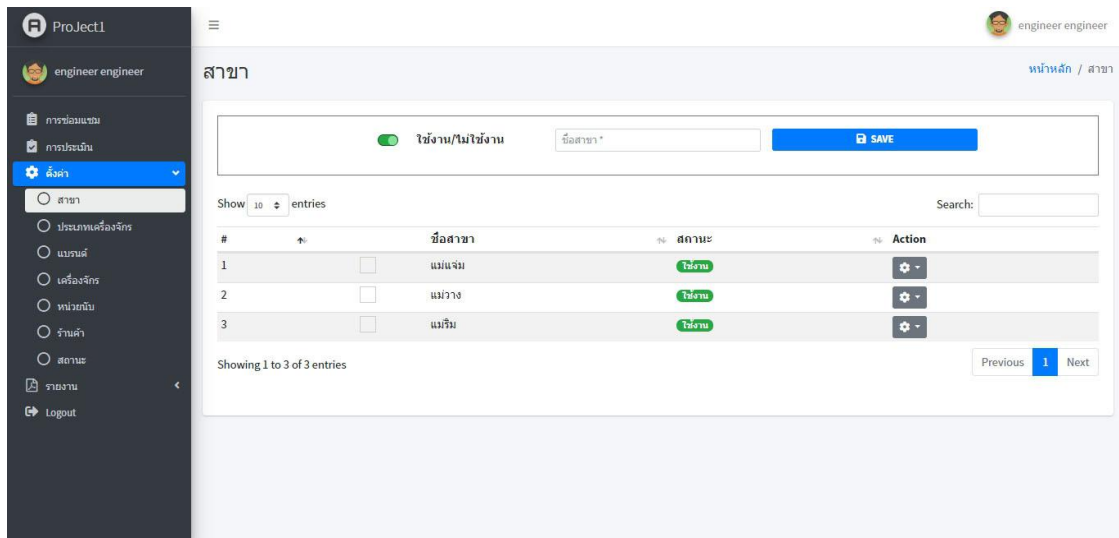 ProJect1
engineer engineer
engineer engineer
การซ่อมแซม
การประเมิน
ตั้งค่า
สาขา
ประเภทเครื่องจักร
แบรนด์
เครื่องจักร
หน่วยนับ
ร้านค้า
สถานะ
รายงาน
Logout
สาขา
หน้าหลัก / สาขา
ใช้งาน/ไม่ใช้งาน ชื่อสาขา * SAVE
Show 10 entries Search:
# ชื่อสาขา สถานะ Action
1 แม่แจ่ม ใช้งาน
2 แม่วาง ใช้งาน
3 แมริม ใช้งาน
Showing 1 to 3 of 3 entries
Previous 1 Next